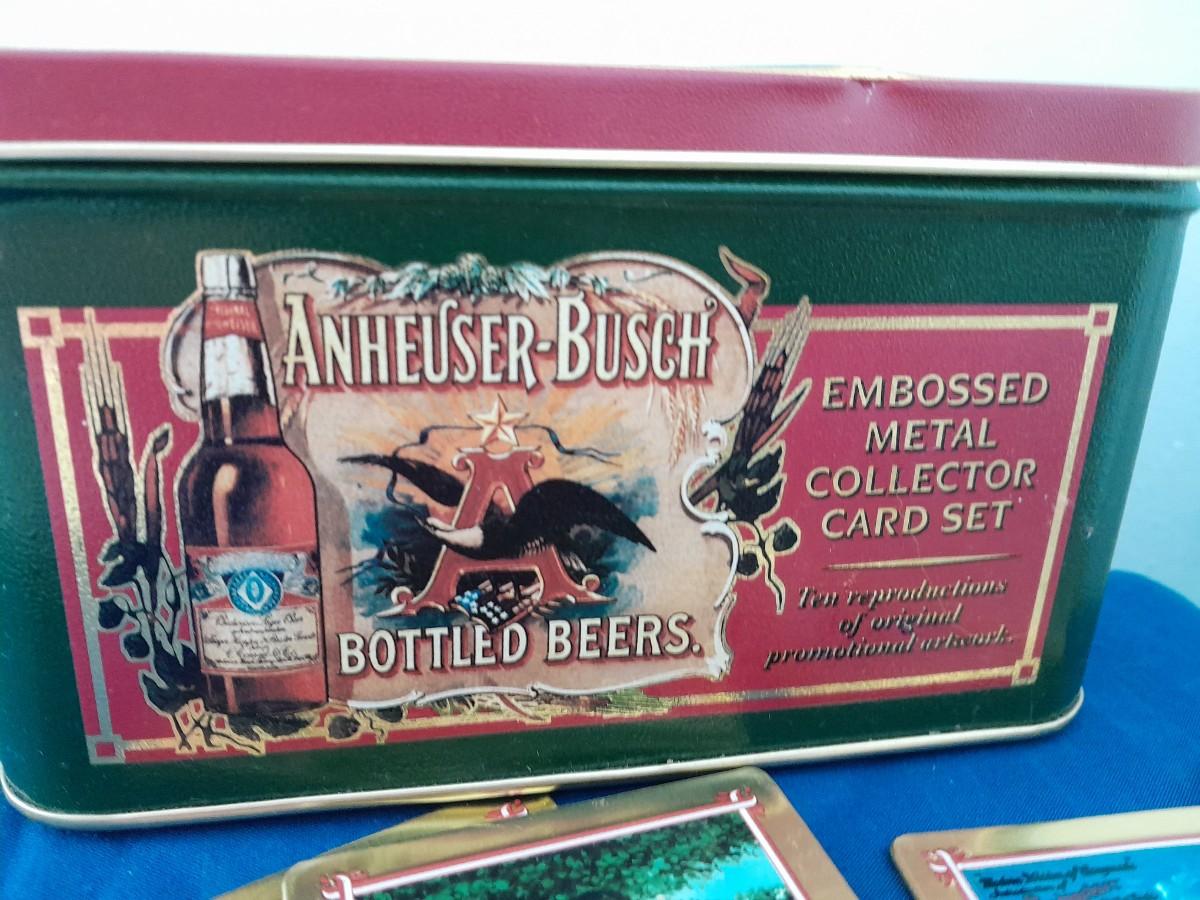 ANHEUSER-BUSCH
BOTTLED BEERS.
EMBOSSED
METAL
COLLECTOR
CARD SET
Ten reproductions
of original
promotional artwork.